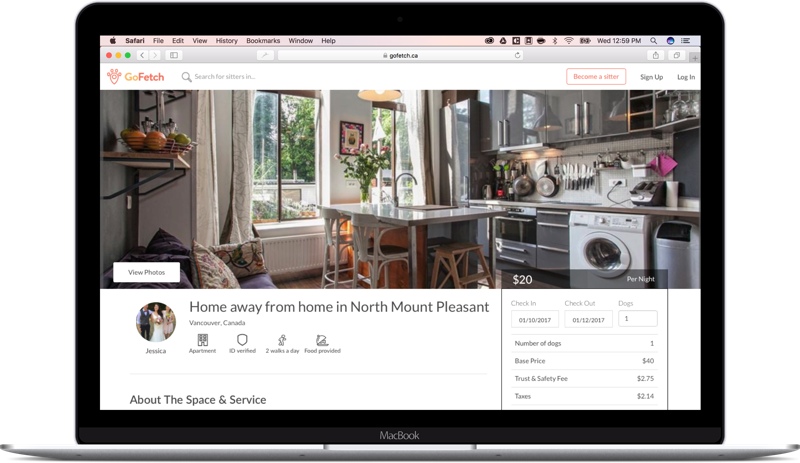 Safari File Edit View History Bookmarks Window Help Wed 12:59 PM
gofetch.ca
GoFetch Search for sitters in... Become a sitter Sign Up Log In
View Photos
$20 Per Night
Home away from home in North Mount Pleasant
Vancouver, Canada
Jessica
Apartment ID verified 2 walks a day Food provided
About The Space & Service
Check In Check Out Dogs
01/10/2017 01/12/2017 1
Number of dogs 1
Base Price $40
Trust & Safety Fee $2.75
Taxes $2.14
MacBook